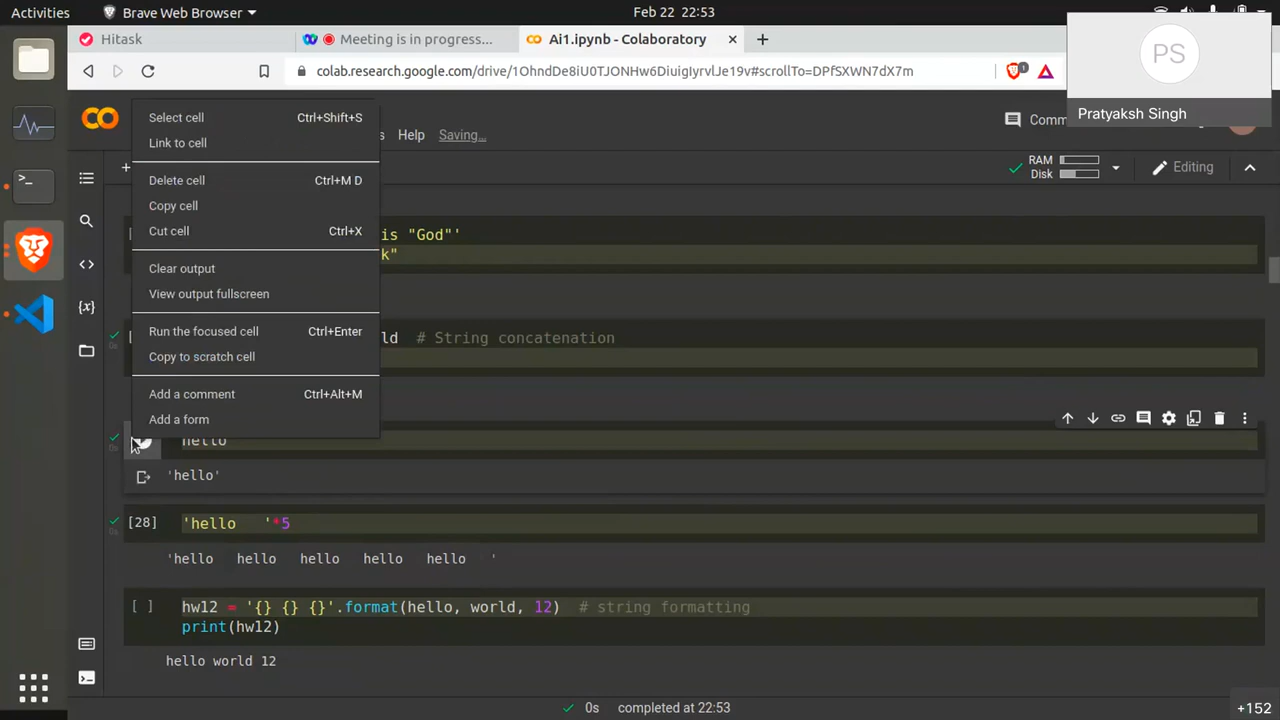 Activities
Brave Web Browser
Feb 22 22:53
Hitask
Meeting is in progress...
Ai1.ipynb - Colaboratory
colab.research.google.com/drive/1OhndDe8iU0TJONHw6DiuigIyrvlJe19v#scrollTo=DPfSXWN7dX7m
1
PS
Pratyaksh Singh
Help
Saving...
Comm
RAM
Disk
Editing
Select cell Ctrl+Shift+S
Link to cell
Delete cell Ctrl+M D
Copy cell
Cut cell Ctrl+X
Clear output
View output fullscreen
Run the focused cell Ctrl+Enter
Copy to scratch cell
Add a comment Ctrl+Alt+M
Add a form
is "God"'
k"
ld # String concatenation
hello
'hello'
[28] 'hello   '*5
'hello   hello   hello   hello   hello   '
[ ] hw12 = '{} {} {}'.format(hello, world, 12) # string formatting
print(hw12)
hello world 12
0s completed at 22:53
+152